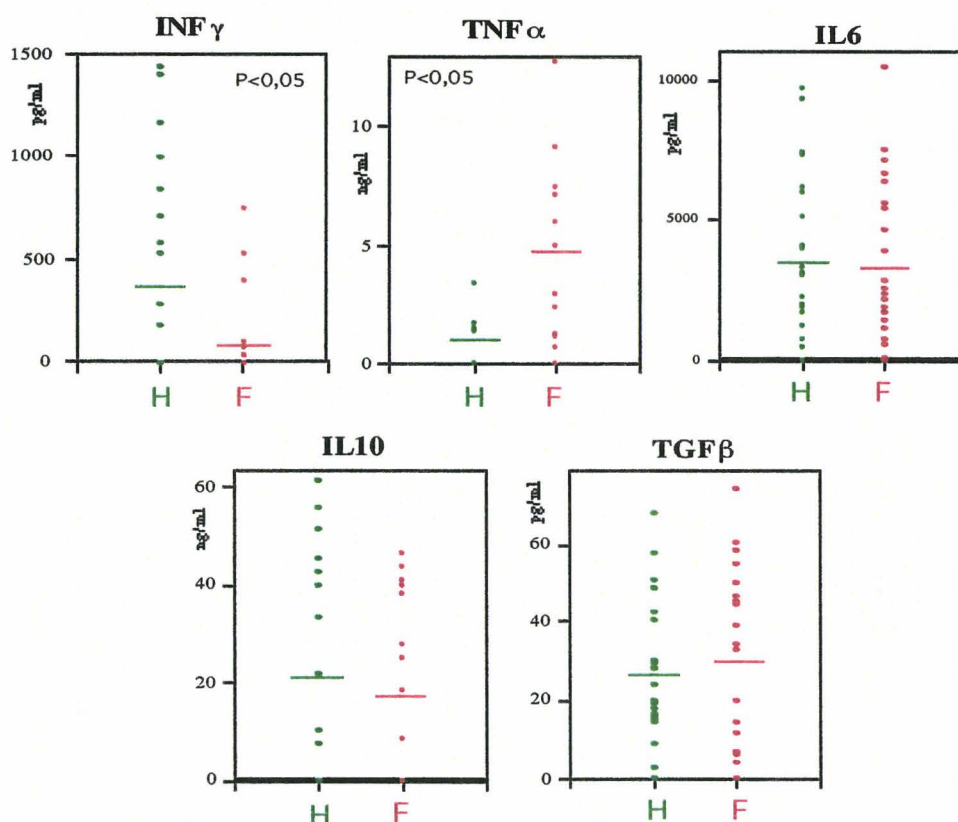 INF γ
TNF α
IL6
1500
1000
500
0
pg/ml
P<0,05
H
F
10
5
0
ng/ml
P<0,05
H
F
10000
5000
0
pg/ml
H
F
IL10
TGFβ
60
40
20
0
ng/ml
H
F
60
40
20
0
pg/ml
H
F